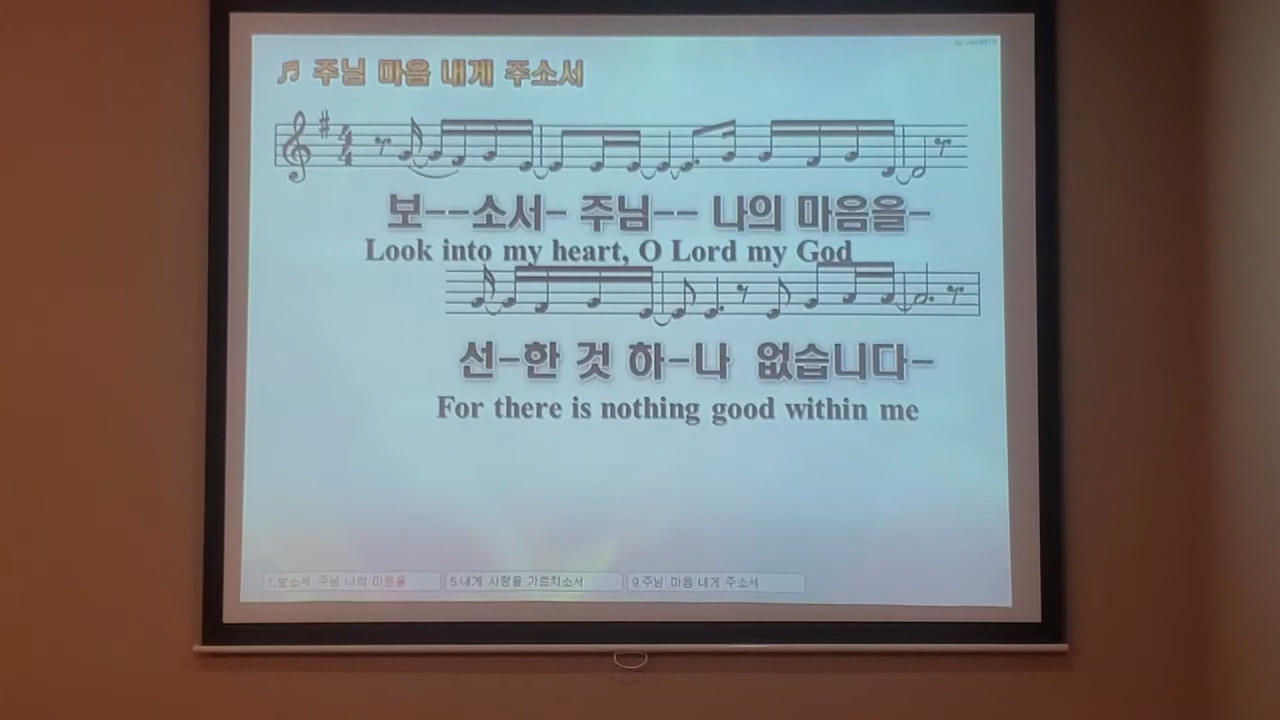 주님 마음 내게 주소서
보--소서- 주님-- 나의 마음을-
Look into my heart, O Lord my God
선-한 것 하-나 없습니다-
For there is nothing good within me
1.보소서 주님 나의 마음을 5.내게 사랑을 가르치소서 9.주님 마음 내게 주소서